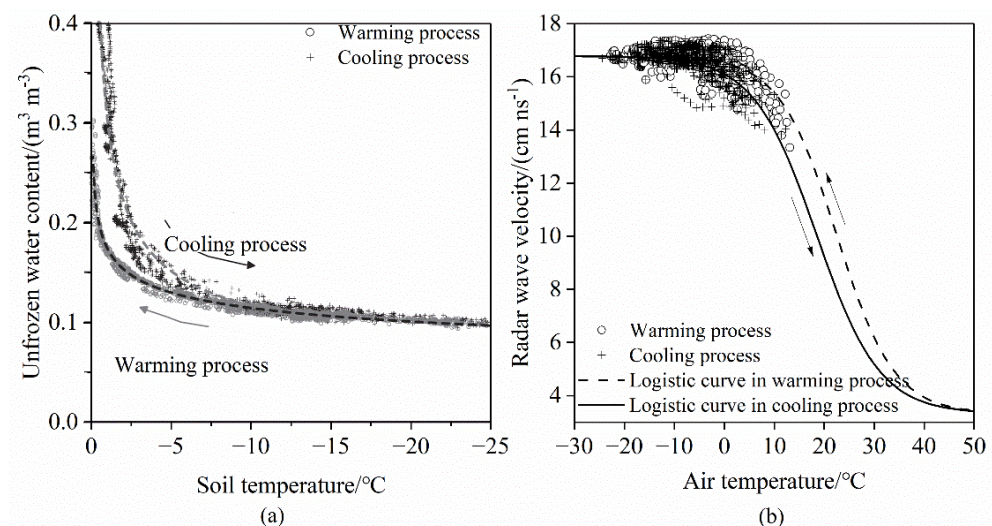 Unfrozen water content/(m³ m⁻³)
0.4
0.3
0.2
0.1
0.0
Warming process
Cooling process
Cooling process
Warming process
0
−5
−10
−15
−20
−25
Soil temperature/°C
(a)
Radar wave velocity/(cm ns⁻¹)
18
16
14
12
10
8
6
4
Warming process
Cooling process
Logistic curve in warming process
Logistic curve in cooling process
−30
−20
−10
0
10
20
30
40
50
Air temperature/°C
(b)